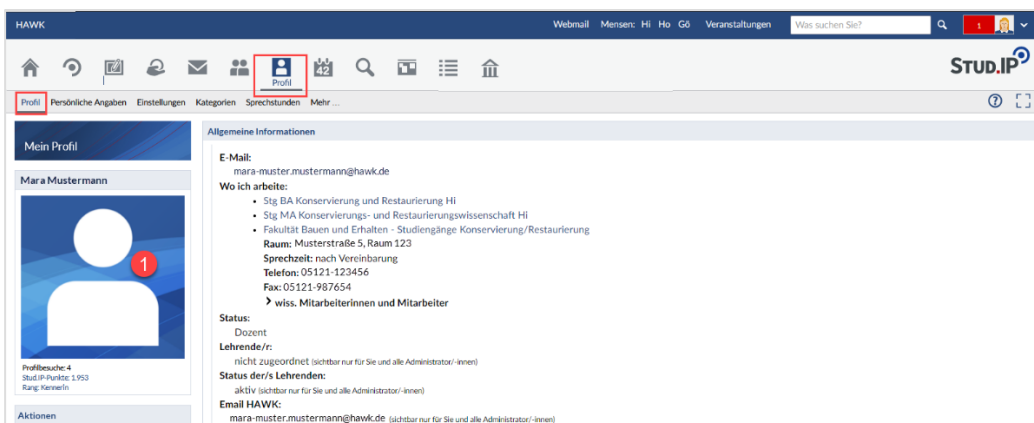 HAWK
Webmail Mensen: Hi Ho Gö Veranstaltungen
Was suchen Sie?
1
42
Profil
Stud.IP
Profil Persönliche Angaben Einstellungen Kategorien Sprechstunden Mehr ...
?
Mein Profil
Mara Mustermann
1
Profilbesuche: 4
Stud.IP-Punkte: 1.953
Rang: KennerIn
Aktionen
Allgemeine Informationen
E-Mail:
mara-muster.mustermann@hawk.de
Wo ich arbeite:
• Stg BA Konservierung und Restaurierung Hi
• Stg MA Konservierungs- und Restaurierungswissenschaft Hi
• Fakultät Bauen und Erhalten - Studiengänge Konservierung/Restaurierung
Raum: Musterstraße 5, Raum 123
Sprechzeit: nach Vereinbarung
Telefon: 05121-123456
Fax: 05121-987654
> wiss. Mitarbeiterinnen und Mitarbeiter
Status:
Dozent
Lehrende/r:
nicht zugeordnet (sichtbar nur für Sie und alle Administrator/-innen)
Status der/s Lehrenden:
aktiv (sichtbar nur für Sie und alle Administrator/-innen)
Email HAWK:
mara-muster.mustermann@hawk.de (sichtbar nur für Sie und alle Administrator/-innen)